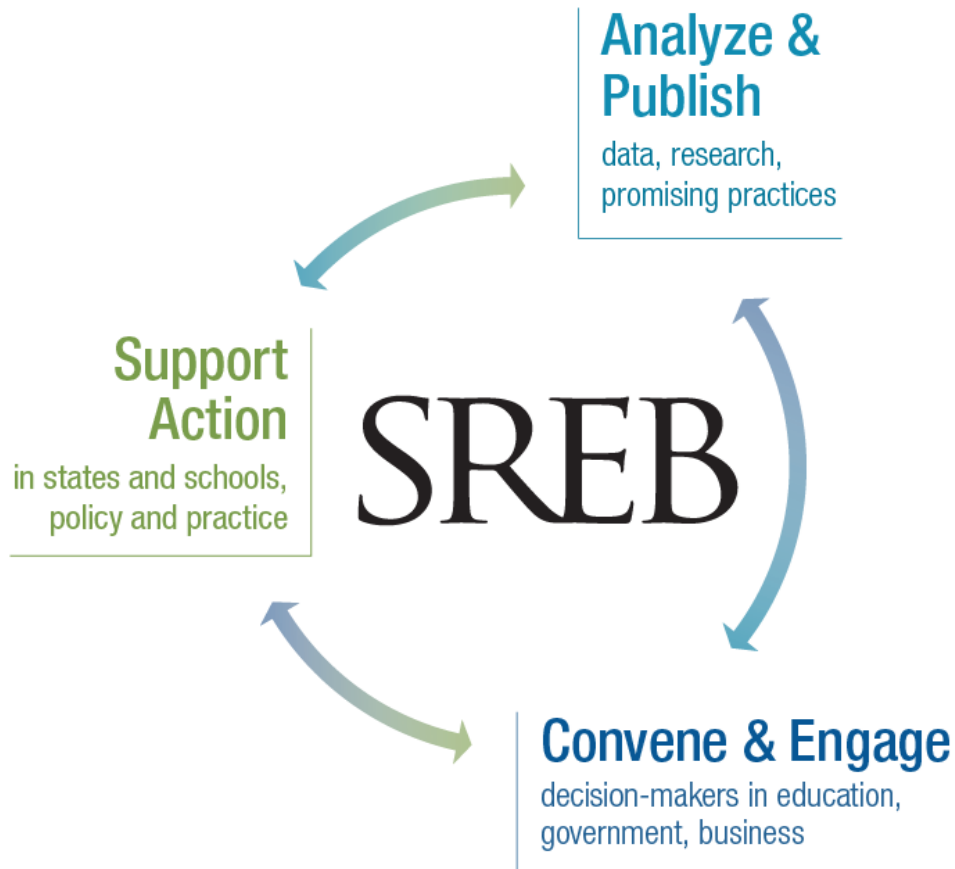 Analyze &
Publish
data, research,
promising practices
Support
Action
in states and schools,
policy and practice
SREB
Convene & Engage
decision-makers in education,
government, business